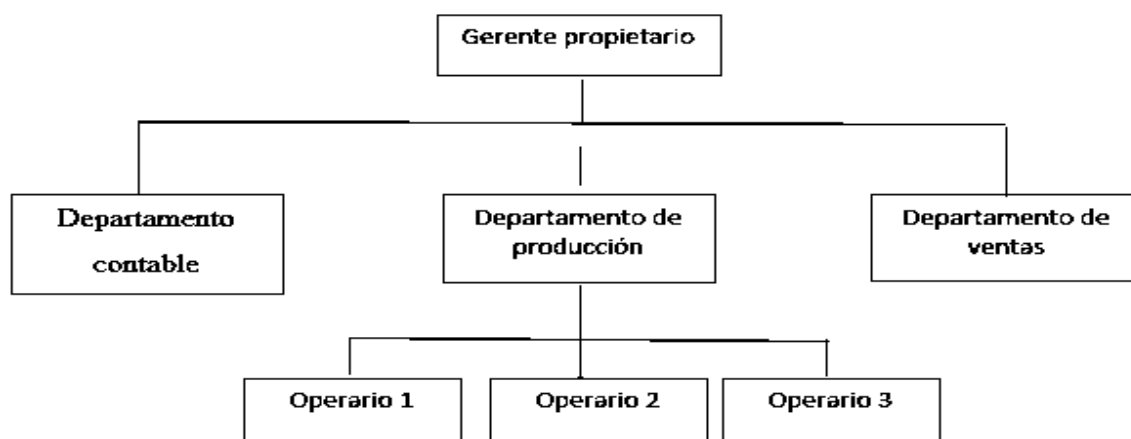 Gerente propietario
Departamento
contable
Departamento de
producción
Departamento de
ventas
Operario 1
Operario 2
Operario 3